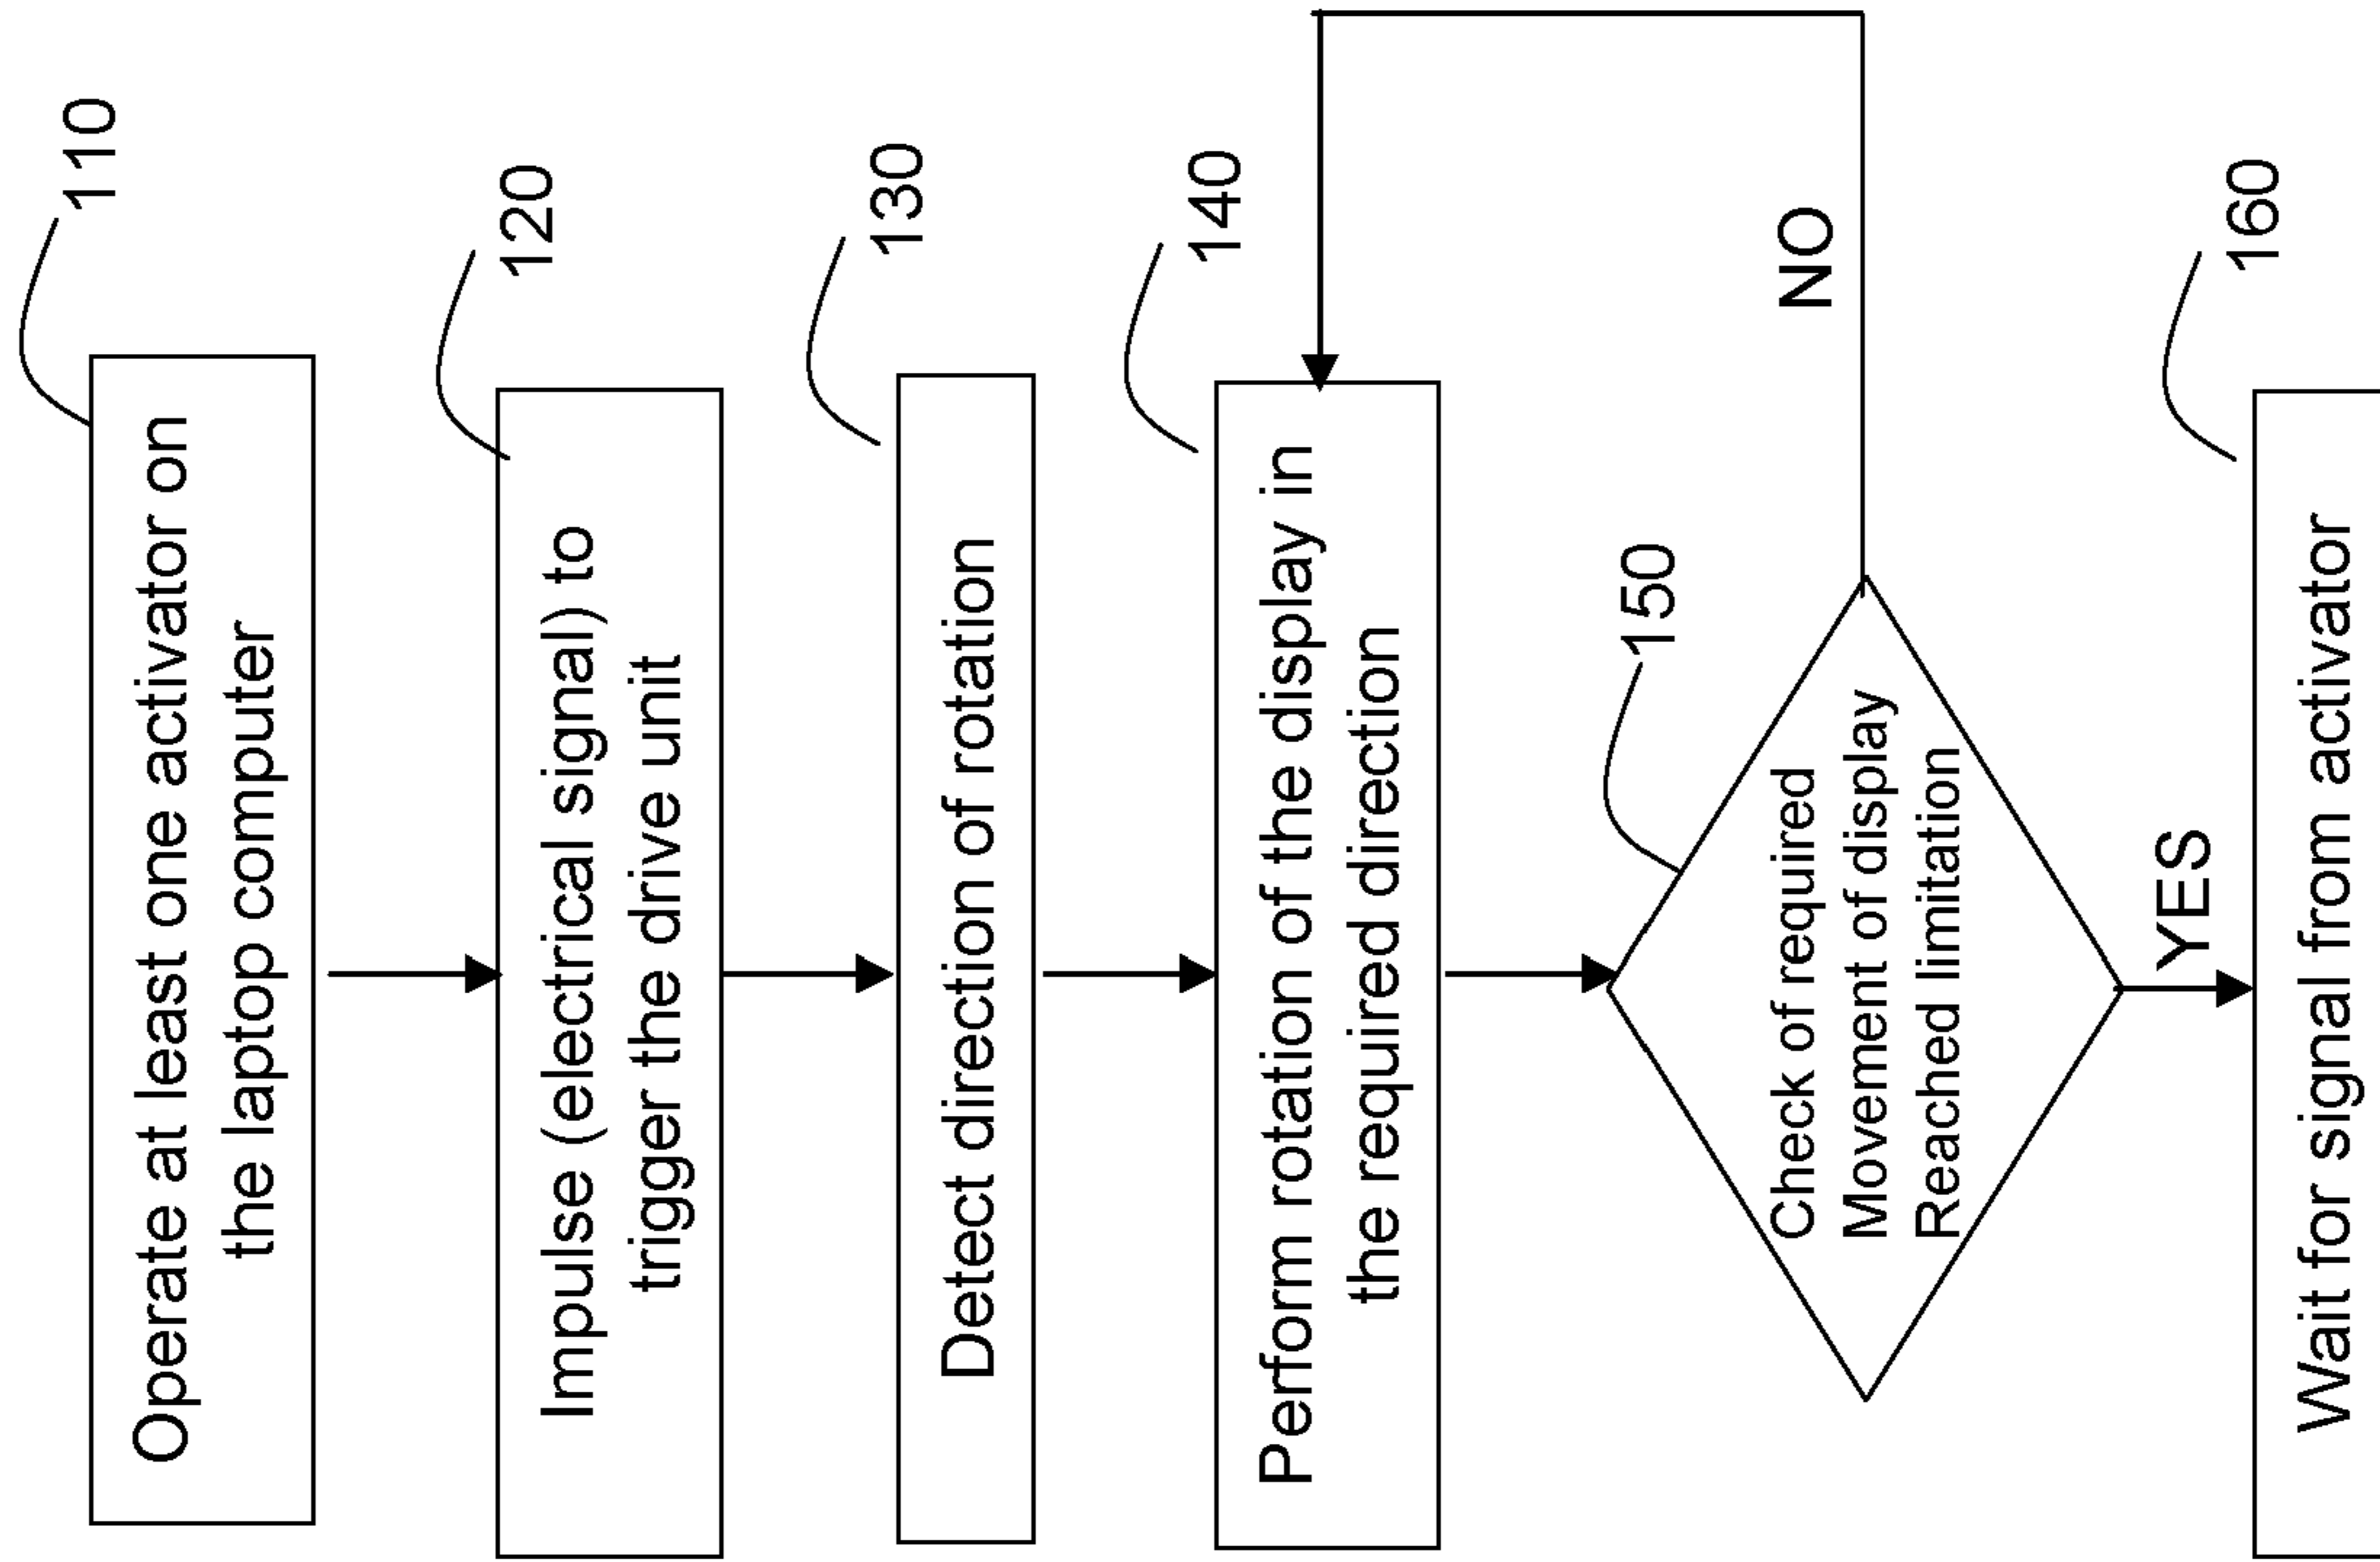 110
Operate at least one activator on
the laptop computer
120
Impulse (electrical signal) to
trigger the drive unit
130
Detect direction of rotation
140
Perform rotation of the display in
the required direction
150
Check of required
Movement of display
Reached limitation
NO
YES
160
Wait for signal from activator